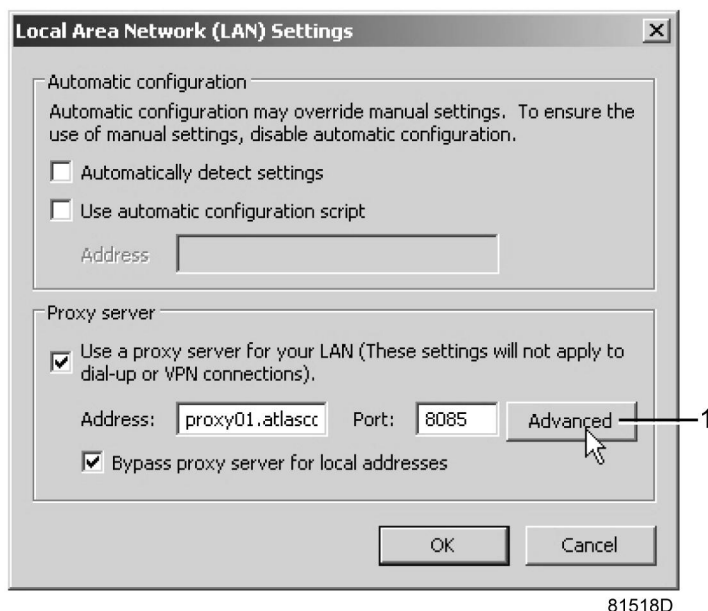 Local Area Network (LAN) Settings
Automatic configuration
Automatic configuration may override manual settings. To ensure the
use of manual settings, disable automatic configuration.
Automatically detect settings
Use automatic configuration script
Address
Proxy server
Use a proxy server for your LAN (These settings will not apply to
dial-up or VPN connections).
Address: proxy01.atlascc Port: 8085 Advanced 1
Bypass proxy server for local addresses
OK Cancel
81518D